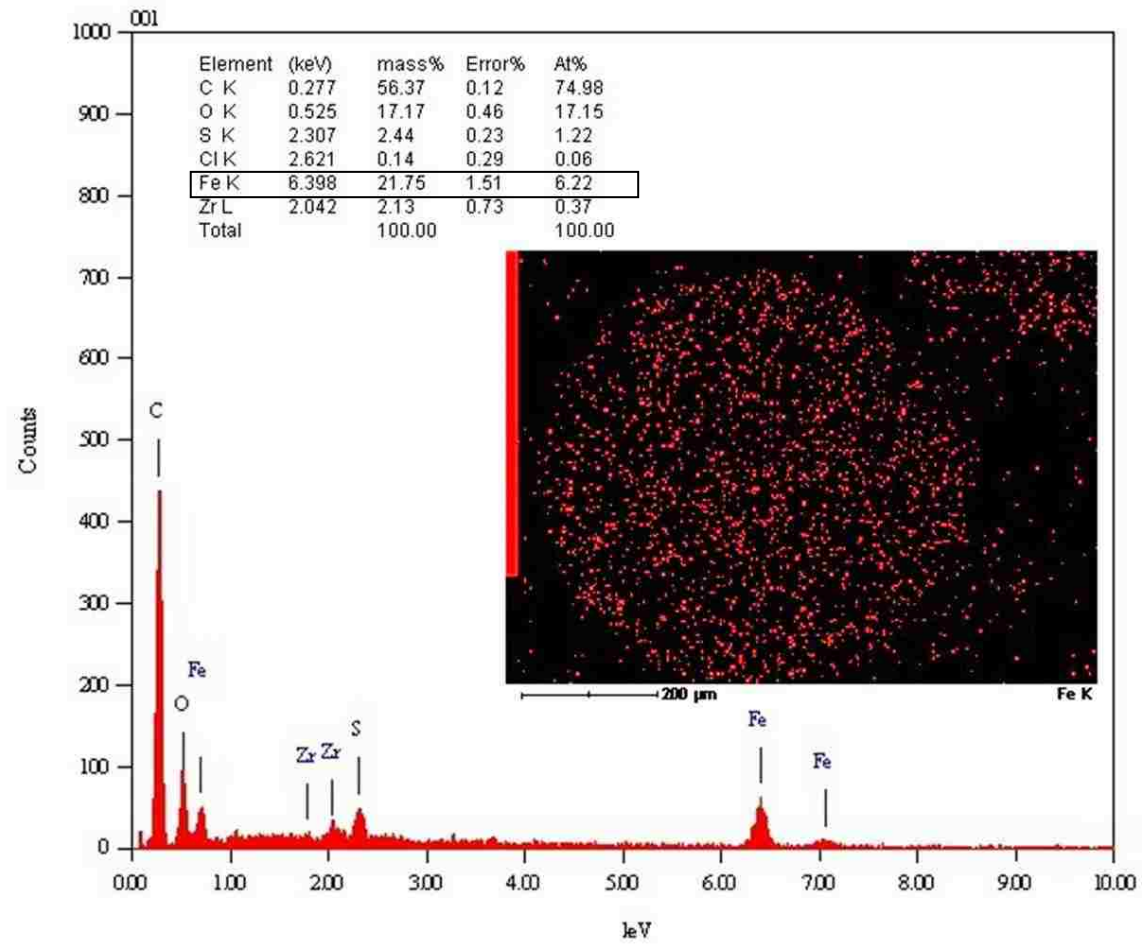 001
1000
Element (keV) mass% Error% At%
C K 0.277 56.37 0.12 74.98
O K 0.525 17.17 0.46 17.15
S K 2.307 2.44 0.23 1.22
Cl K 2.621 0.14 0.29 0.06
Fe K 6.398 21.75 1.51 6.22
Zr L 2.042 2.13 0.73 0.37
Total 100.00 100.00
900
800
700
600
500
400
300
200
100
0
Counts
C
O
Fe
Zr Zr
S
Fe
Fe
200 μm
Fe K
0.00 1.00 2.00 3.00 4.00 5.00 6.00 7.00 8.00 9.00 10.00
keV